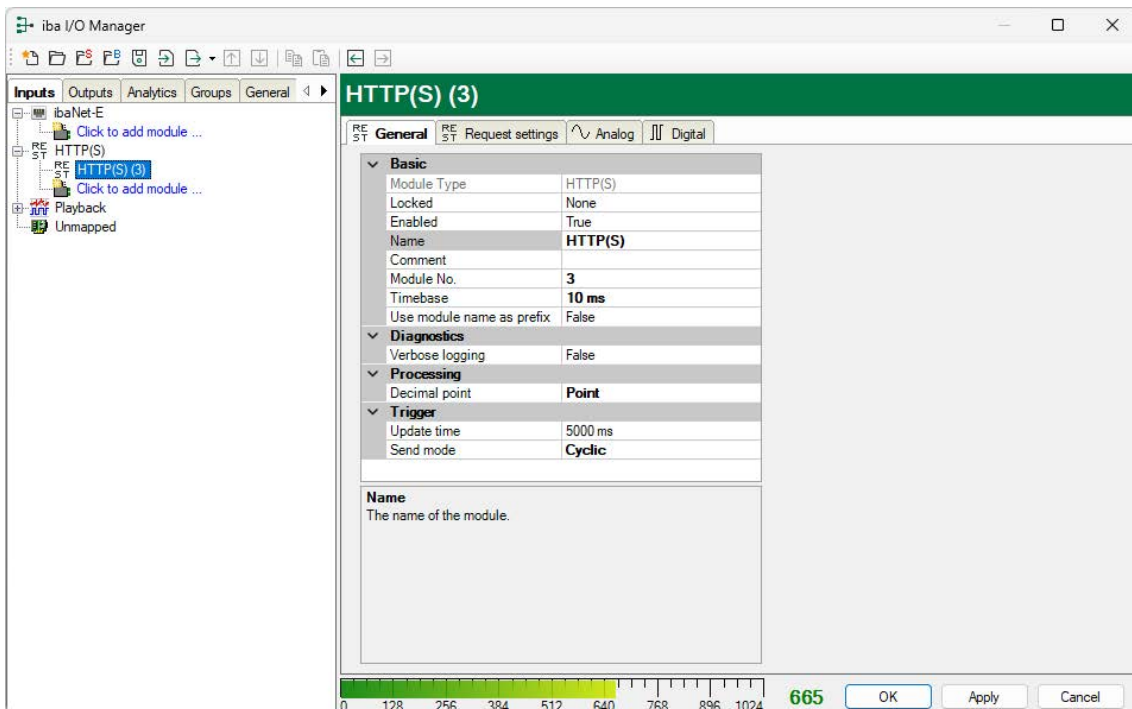 iba I/O Manager
Inputs Outputs Analytics Groups General
ibaNet-E
Click to add module ...
HTTP(S)
HTTP(S) (3)
Click to add module ...
Playback
Unmapped
HTTP(S) (3)
REST General REST Request settings Analog Digital
Basic
Module Type HTTP(S)
Locked None
Enabled True
Name HTTP(S)
Comment
Module No. 3
Timebase 10 ms
Use module name as prefix False
Diagnostics
Verbose logging False
Processing
Decimal point Point
Trigger
Update time 5000 ms
Send mode Cyclic
Name
The name of the module.
0 128 256 384 512 640 768 896 1024
665 OK Apply Cancel